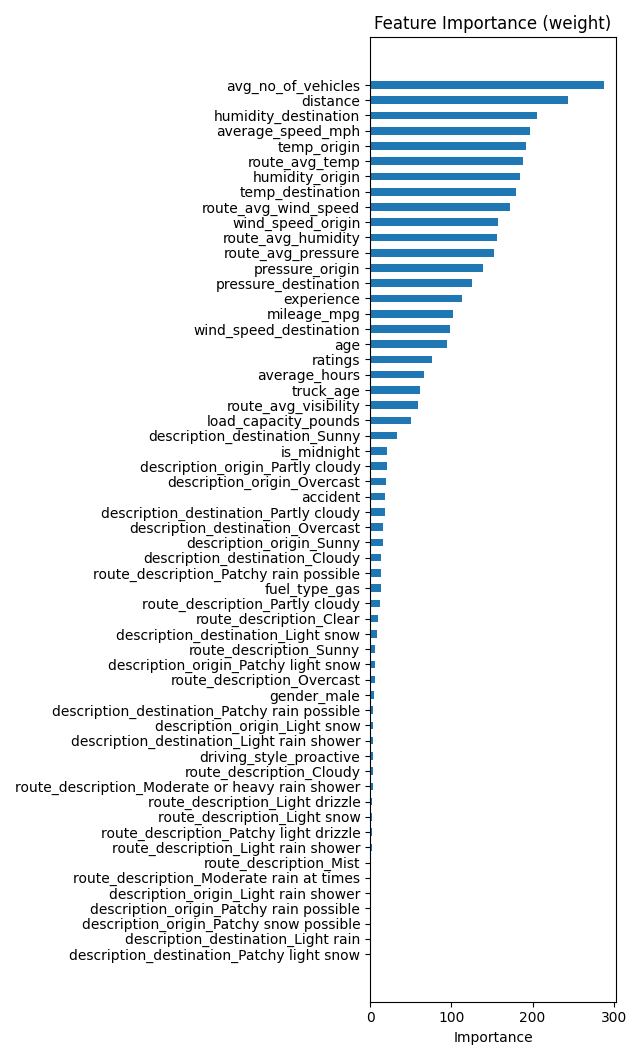 Feature Importance (weight)
avg_no_of_vehicles
distance
humidity_destination
average_speed_mph
temp_origin
route_avg_temp
humidity_origin
temp_destination
route_avg_wind_speed
wind_speed_origin
route_avg_humidity
route_avg_pressure
pressure_origin
pressure_destination
experience
mileage_mpg
wind_speed_destination
age
ratings
average_hours
truck_age
route_avg_visibility
load_capacity_pounds
description_destination_Sunny
is_midnight
description_origin_Partly cloudy
description_origin_Overcast
accident
description_destination_Partly cloudy
description_destination_Overcast
description_origin_Sunny
description_destination_Cloudy
route_description_Patchy rain possible
fuel_type_gas
route_description_Partly cloudy
route_description_Clear
description_destination_Light snow
route_description_Sunny
description_origin_Patchy light snow
route_description_Overcast
gender_male
description_destination_Patchy rain possible
description_origin_Light snow
description_destination_Light rain shower
driving_style_proactive
route_description_Cloudy
route_description_Moderate or heavy rain shower
route_description_Light drizzle
route_description_Light snow
route_description_Patchy light drizzle
route_description_Light rain shower
route_description_Mist
route_description_Moderate rain at times
description_origin_Light rain shower
description_origin_Patchy rain possible
description_origin_Patchy snow possible
description_destination_Light rain
description_destination_Patchy light snow
0 100 200 300
Importance